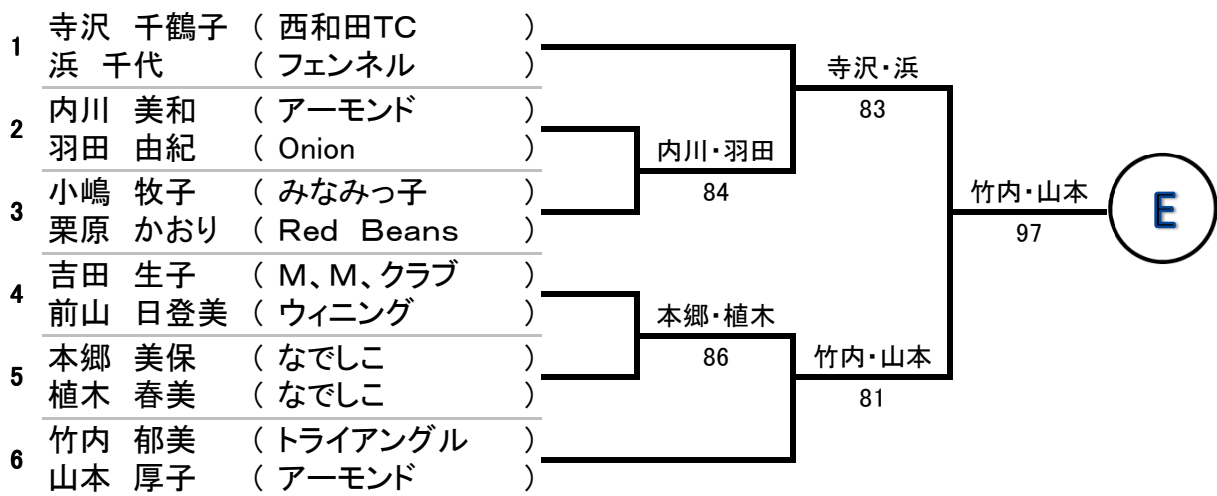 1
寺沢 千鶴子 ( 西和田TC )
浜 千代 ( フェンネル )
2
内川 美和 ( アーモンド )
羽田 由紀 ( Onion )
3
小嶋 牧子 ( みなみっ子 )
栗原 かおり ( Red Beans )
4
吉田 生子 ( M、M、クラブ )
前山 日登美 ( ウィニング )
5
本郷 美保 ( なでしこ )
植木 春美 ( なでしこ )
6
竹内 郁美 ( トライアングル )
山本 厚子 ( アーモンド )
内川・羽田
84
本郷・植木
86
寺沢・浜
83
竹内・山本
81
竹内・山本
97
E